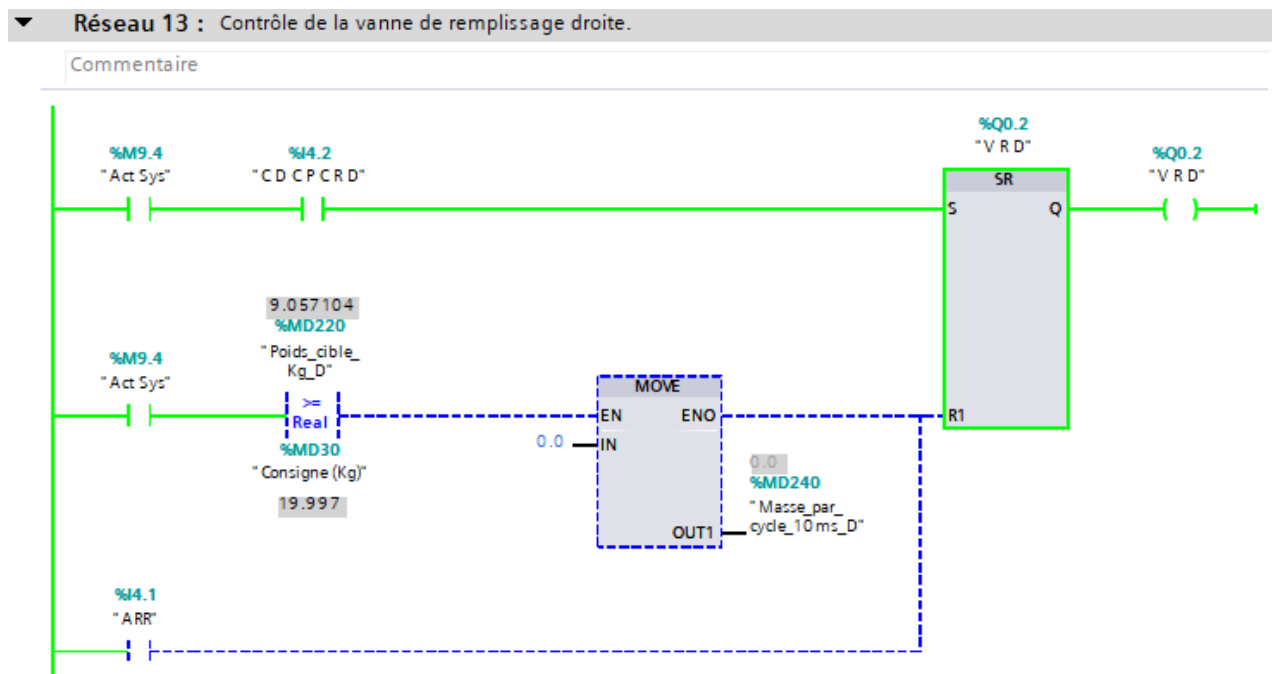 Réseau 13 : Contrôle de la vanne de remplissage droite.
Commentaire
%M9.4
"Act Sys"
%I4.2
"C D C P C R D"
%Q0.2
"V R D"
SR
S
Q
%Q0.2
"V R D"
%M9.4
"Act Sys"
9.057104
%MD220
"Poids_cible_
Kg_D"
>=
Real
%MD30
"Consigne (Kg)"
19.997
MOVE
EN
ENO
0.0
IN
OUT1
0.0
%MD240
"Masse_par_
cycle_10 ms_D"
R1
%I4.1
"ARR"